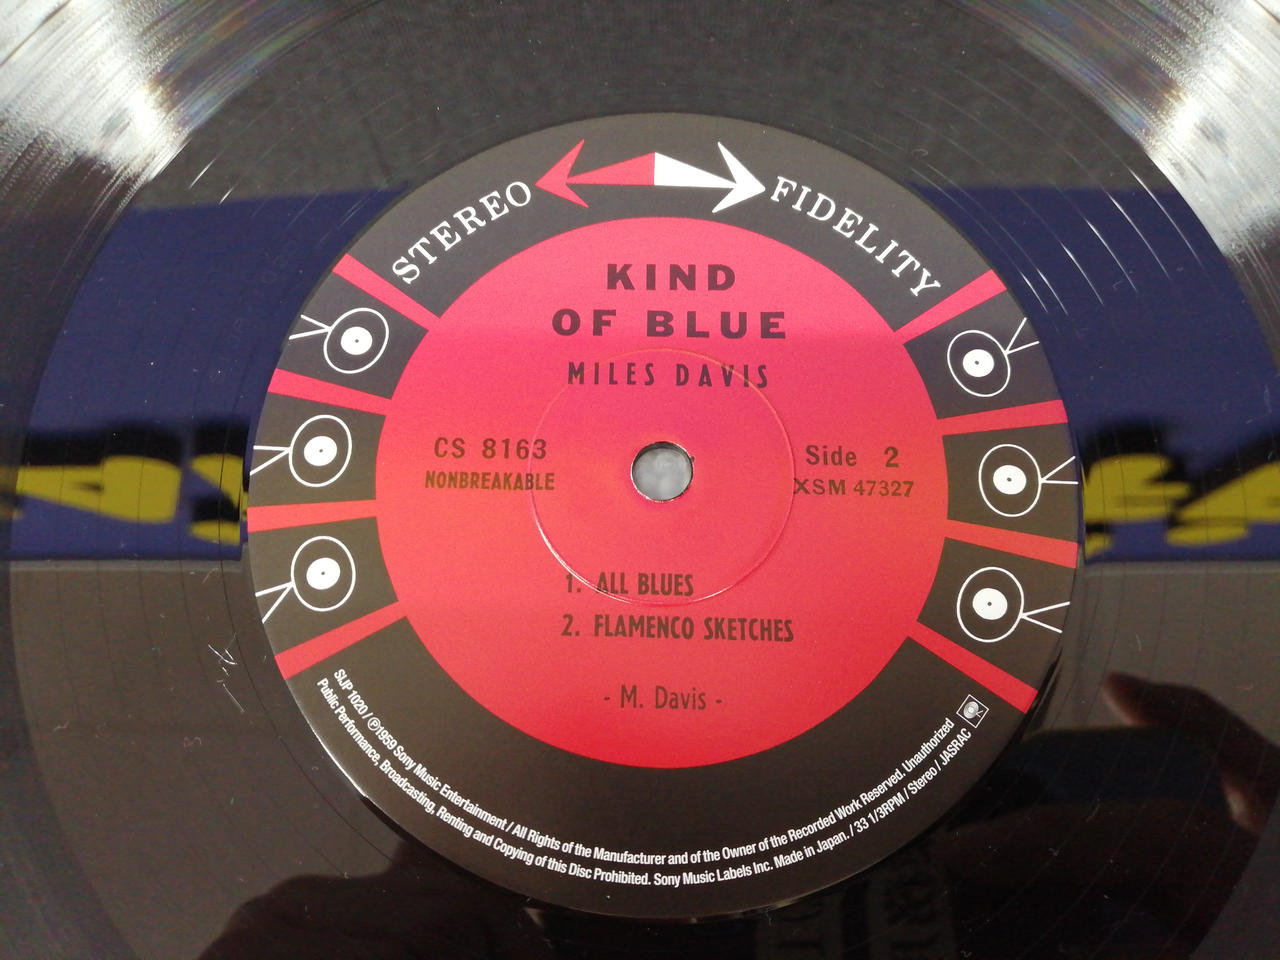 STEREO FIDELITY
KIND
OF BLUE
MILES DAVIS
CS 8163
NONBREAKABLE
Side 2
XSM 47327
1. ALL BLUES
2. FLAMENCO SKETCHES
- M. Davis -
SIJP 1020 / ℗1959 Sony Music Entertainment / All Rights of the Manufacturer and of the Owner of the Recorded Work Reserved. Unauthorized
Public Performance, Broadcasting, Renting and Copying of this Disc Prohibited. Sony Music Labels Inc. Made in Japan. / 33 1/3RPM / Stereo / JASRAC